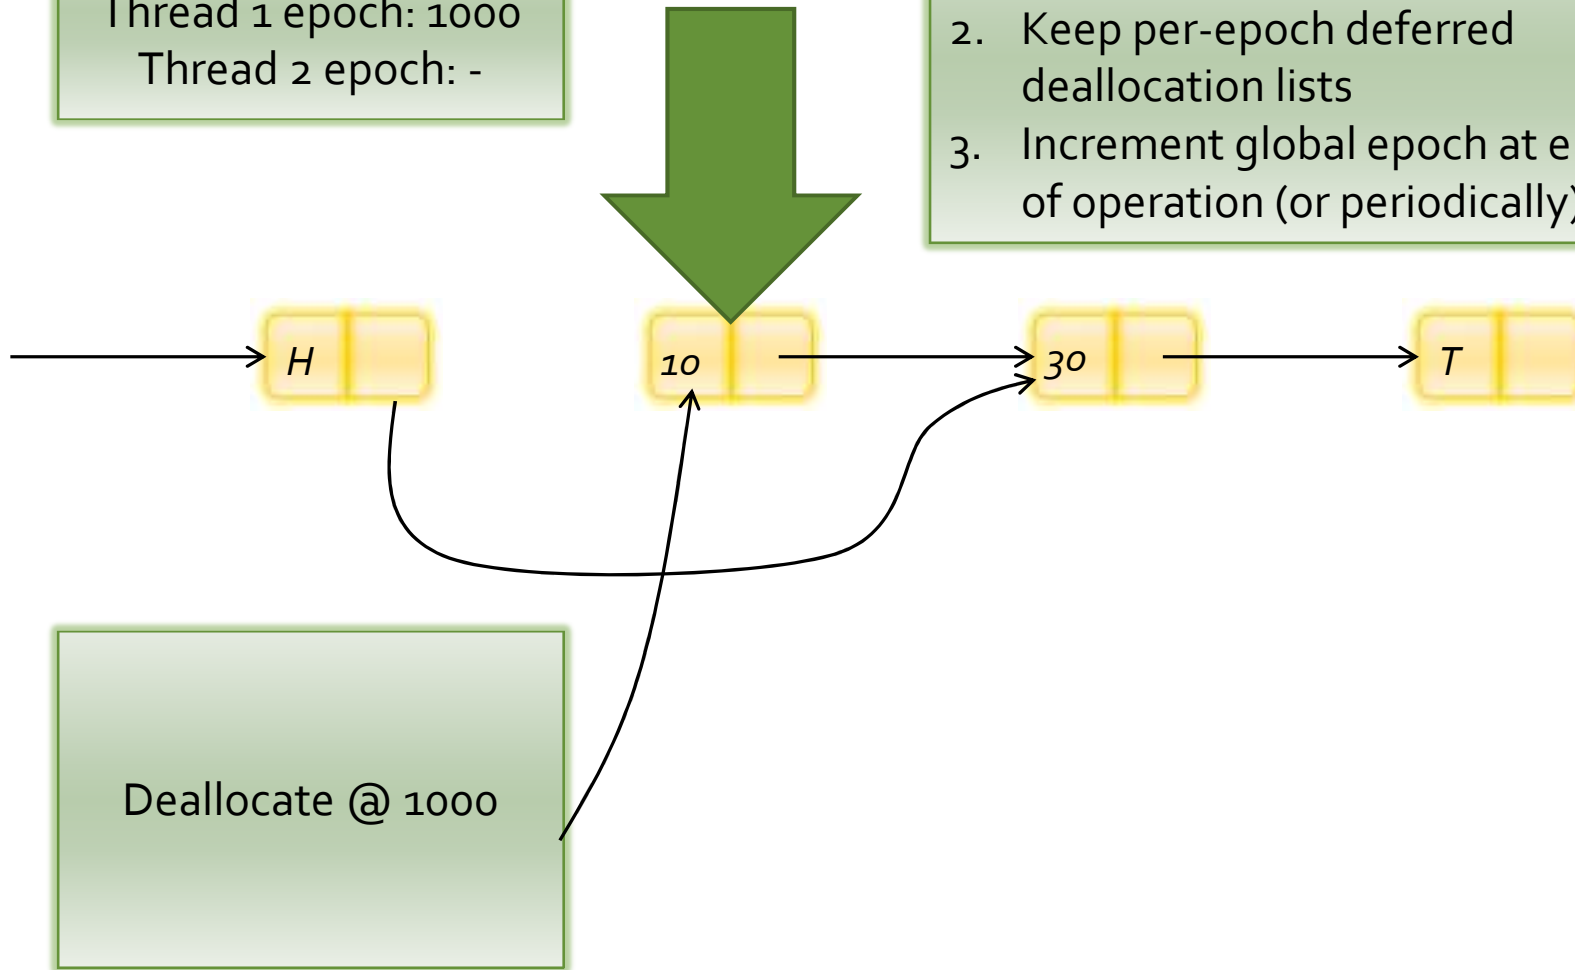 Thread 1 epoch: 1000
Thread 2 epoch: -
2. Keep per-epoch deferred
deallocation lists
3. Increment global epoch at
of operation (or periodically)
H
10
30
T
Deallocate @ 1000